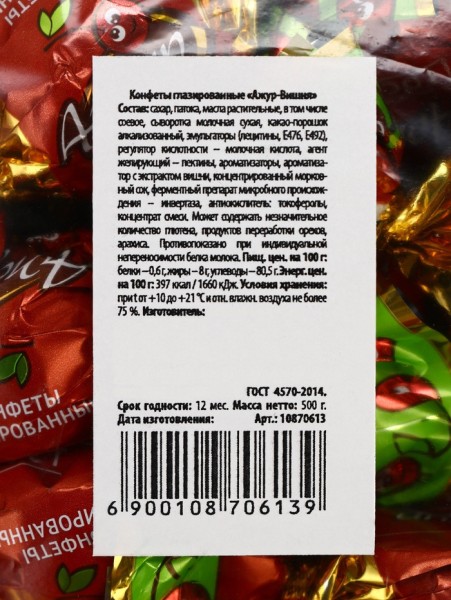 Конфеты глазированные «Ажур-Вишня»
Состав: сахар, патока, масла растительные, в том числе
соевое, сыворотка молочная сухая, какао-порошок
алкализованный, эмульгаторы (лецитины, Е476, Е492),
регулятор кислотности – молочная кислота, агент
желирующий – пектины, ароматизаторы, ароматиза-
тор с экстрактом вишни, концентрированный морков-
ный сок, ферментный препарат микробного происхож-
дения – инвертаза, антиокислитель: токоферолы,
концентрат смеси. Может содержать незначительное
количество глютена, продуктов переработки орехов,
арахиса. Противопоказано при индивидуальной
непереносимости белка молока. Пищ. цен. на 100 г:
белки – 0,6 г, жиры – 8 г, углеводы – 80,5 г. Энерг. цен.
на 100 г: 397 ккал / 1660 кДж. Условия хранения:
при t от +10 до +21 °С и отн. влажн. воздуха не более
75 %. Изготовитель:
ГОСТ 4570-2014.
Срок годности: 12 мес. Масса нетто: 500 г.
Дата изготовления: Арт.: 10870613
6 900108 706139
НФЕТЫ
РОВАННЫ
НФЕТЫ
ИРОВАННЫ